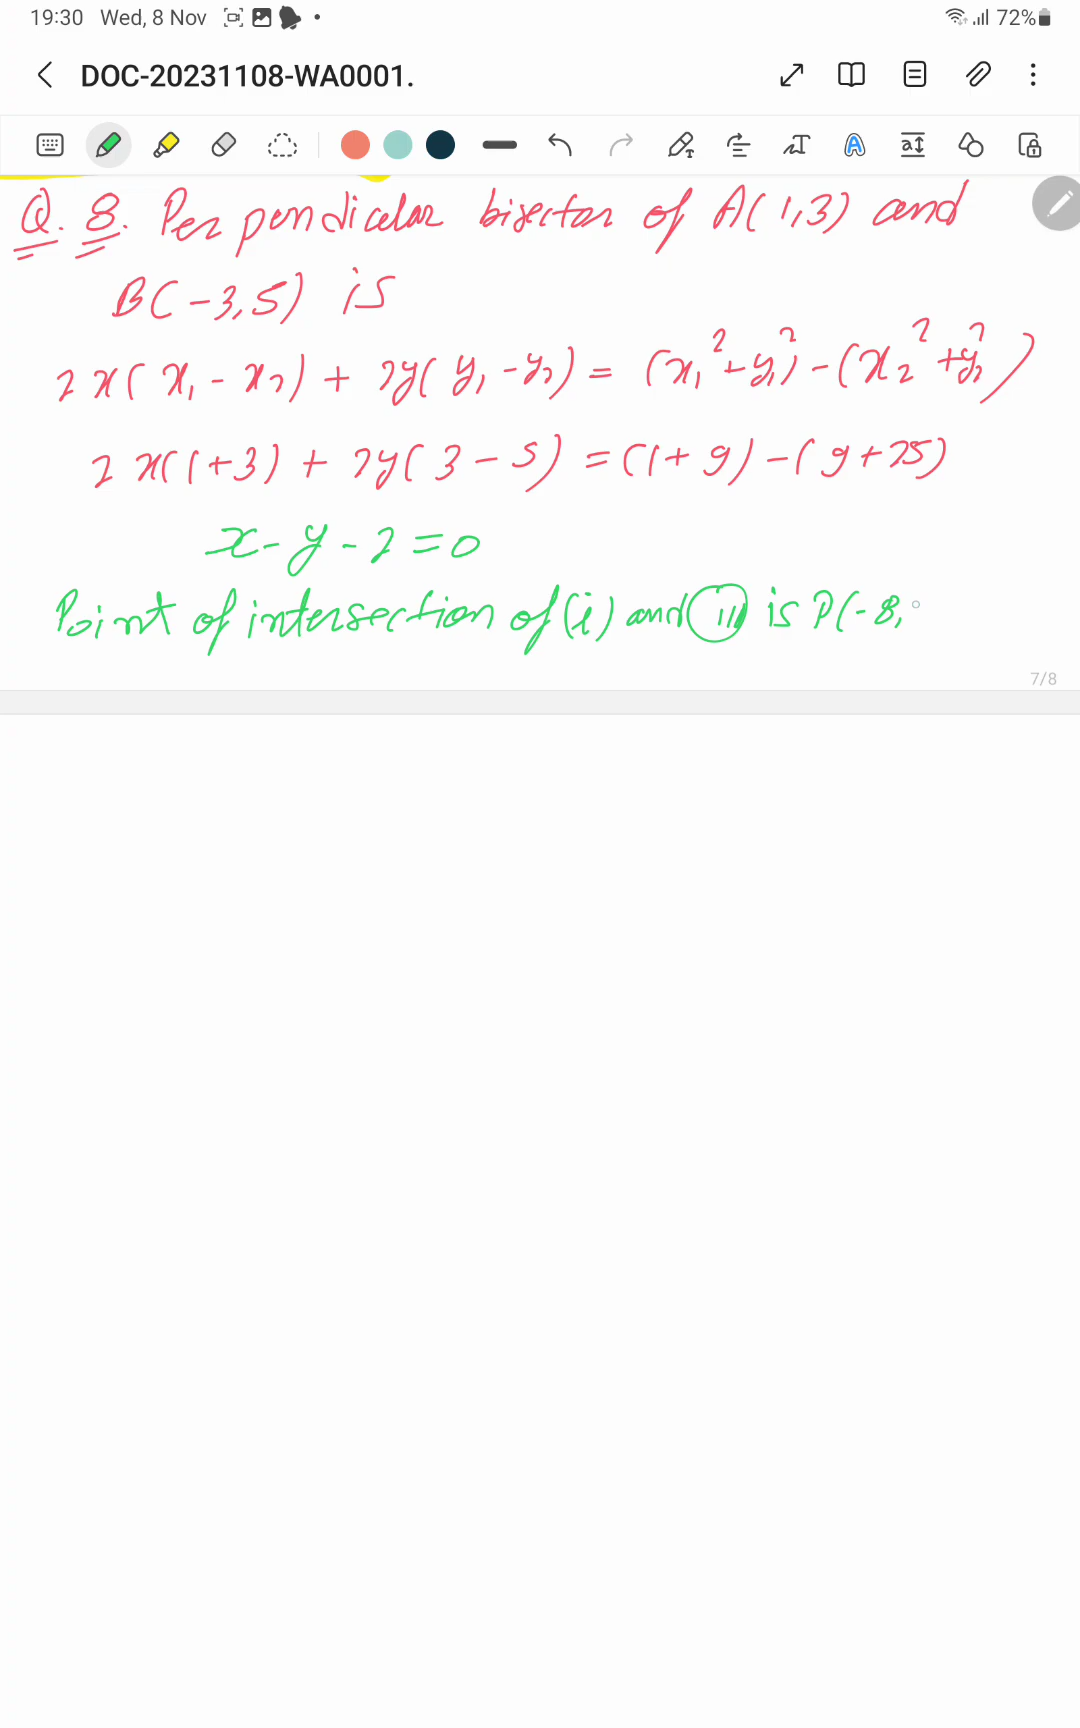 19:30 Wed, 8 Nov 72%
DOC-20231108-WA0001.
Q. 8. Perpendicular bisector of A(1,3) and
B(-3,5) is
2x(x₁ - x₂) + 2y(y₁ - y₂) = (x₁² + y₁²) - (x₂² + y₂²)
2x(1+3) + 2y(3-5) = (1+9) - (9+25)
x - y - 2 = 0
Point of intersection of (i) and (iii) is P(-8,
7/8